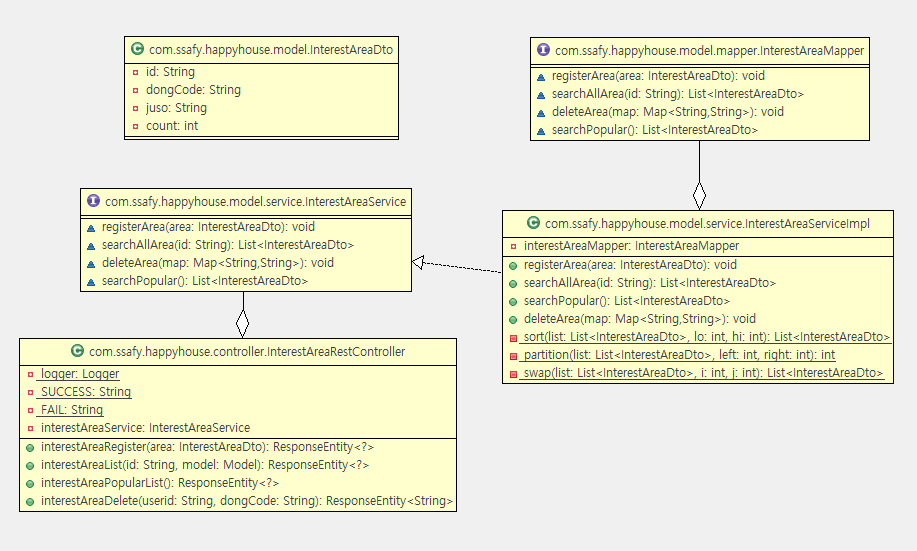 C com.ssafy.happyhouse.model.InterestAreaDto
id: String
dongCode: String
juso: String
count: int
I com.ssafy.happyhouse.model.mapper.InterestAreaMapper
registerArea(area: InterestAreaDto): void
searchAllArea(id: String): List<InterestAreaDto>
deleteArea(map: Map<String,String>): void
searchPopular(): List<InterestAreaDto>
I com.ssafy.happyhouse.model.service.InterestAreaService
registerArea(area: InterestAreaDto): void
searchAllArea(id: String): List<InterestAreaDto>
deleteArea(map: Map<String,String>): void
searchPopular(): List<InterestAreaDto>
C com.ssafy.happyhouse.model.service.InterestAreaServiceImpl
interestAreaMapper: InterestAreaMapper
registerArea(area: InterestAreaDto): void
searchAllArea(id: String): List<InterestAreaDto>
searchPopular(): List<InterestAreaDto>
deleteArea(map: Map<String,String>): void
sort(list: List<InterestAreaDto>, lo: int, hi: int): List<InterestAreaDto>
partition(list: List<InterestAreaDto>, left: int, right: int): int
swap(list: List<InterestAreaDto>, i: int, j: int): List<InterestAreaDto>
C com.ssafy.happyhouse.controller.InterestAreaRestController
logger: Logger
SUCCESS: String
FAIL: String
interestAreaService: InterestAreaService
interestAreaRegister(area: InterestAreaDto): ResponseEntity<?>
interestAreaList(id: String, model: Model): ResponseEntity<?>
interestAreaPopularList(): ResponseEntity<?>
interestAreaDelete(userid: String, dongCode: String): ResponseEntity<String>